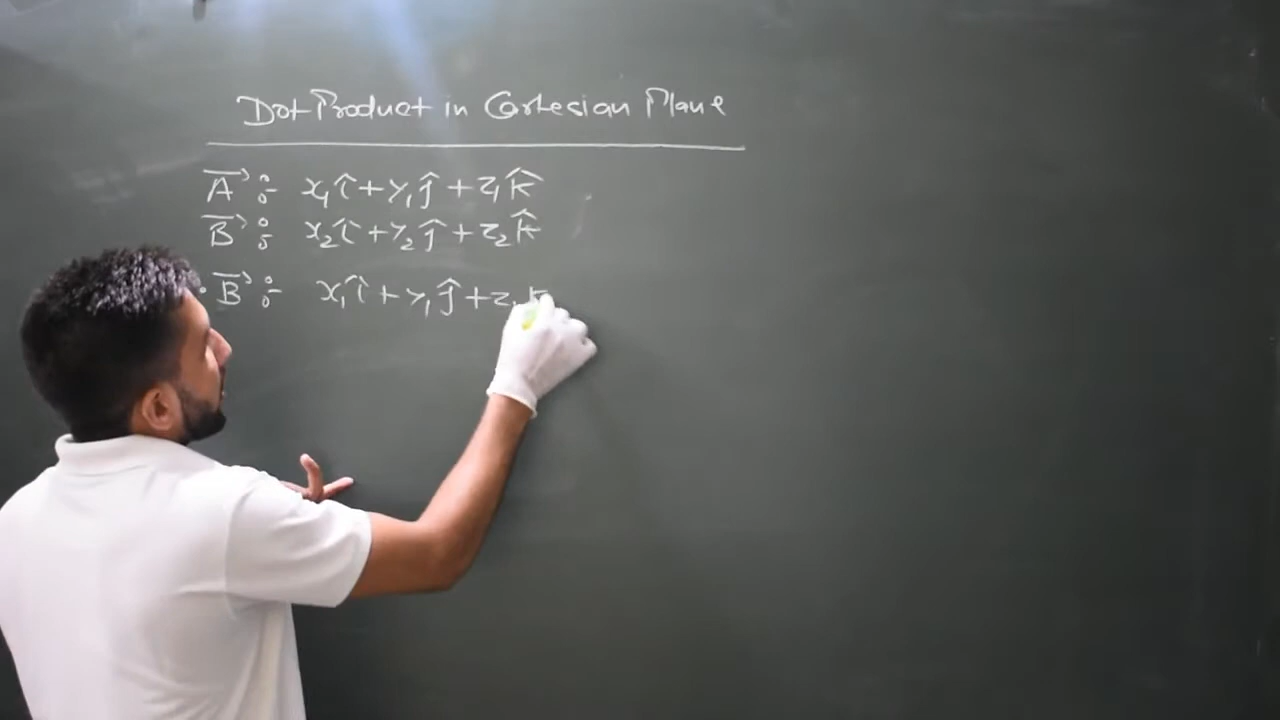 Dot Product in Cartesian Plane
A⃗ : x₁î + y₁ĵ + z₁k̂
B⃗ : x₂î + y₂ĵ + z₂k̂
· B⃗ : x₁î + y₁ĵ + z₁